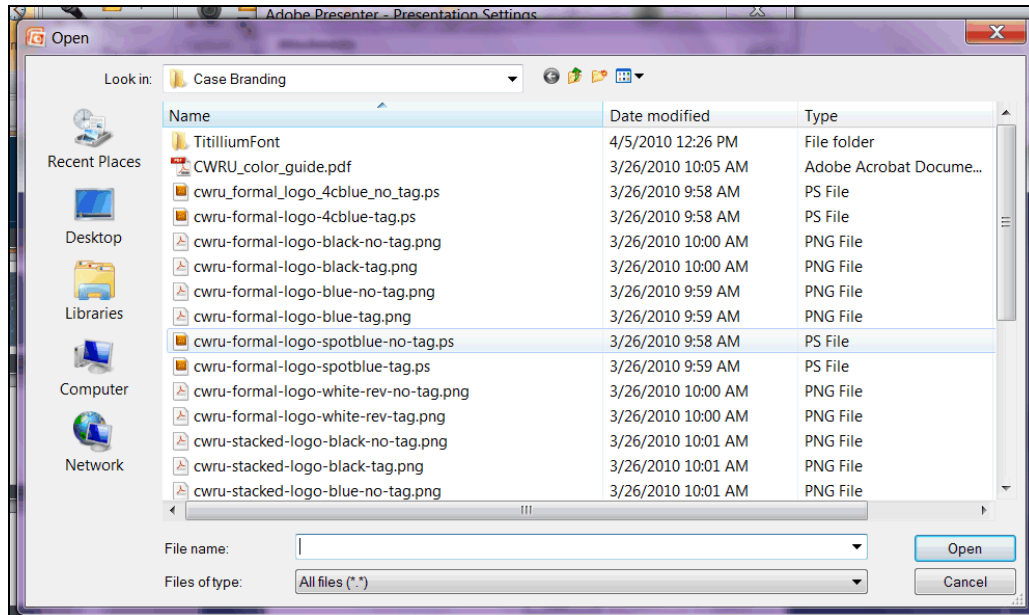 Adobe Presenter - Presentation Settings
Open
Look in: Case Branding
Name Date modified Type
TitilliumFont 4/5/2010 12:26 PM File folder
CWRU_color_guide.pdf 3/26/2010 10:05 AM Adobe Acrobat Docume...
cwru_formal_logo_4cblue_no_tag.ps 3/26/2010 9:58 AM PS File
cwru-formal-logo-4cblue-tag.ps 3/26/2010 9:58 AM PS File
cwru-formal-logo-black-no-tag.png 3/26/2010 10:00 AM PNG File
cwru-formal-logo-black-tag.png 3/26/2010 10:00 AM PNG File
cwru-formal-logo-blue-no-tag.png 3/26/2010 9:59 AM PNG File
cwru-formal-logo-blue-tag.png 3/26/2010 9:59 AM PNG File
cwru-formal-logo-spotblue-no-tag.ps 3/26/2010 9:58 AM PS File
cwru-formal-logo-spotblue-tag.ps 3/26/2010 9:59 AM PS File
cwru-formal-logo-white-rev-no-tag.png 3/26/2010 10:00 AM PNG File
cwru-formal-logo-white-rev-tag.png 3/26/2010 10:00 AM PNG File
cwru-stacked-logo-black-no-tag.png 3/26/2010 10:01 AM PNG File
cwru-stacked-logo-black-tag.png 3/26/2010 10:01 AM PNG File
cwru-stacked-logo-blue-no-tag.png 3/26/2010 10:01 AM PNG File
Recent Places
Desktop
Libraries
Computer
Network
File name: Open
Files of type: All files (*.*) Cancel